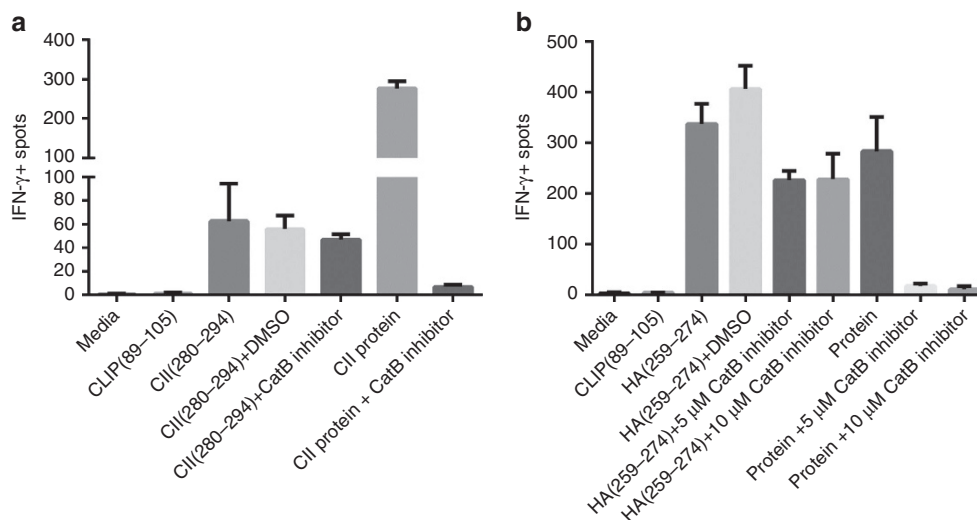 a
IFN-γ+ spots
400
300
200
100
100
80
60
40
20
0
Media
CLIP(89–105)
CII(280–294)
CII(280–294)+DMSO
CII(280–294)+CatB inhibitor
CII protein
CII protein + CatB inhibitor
b
IFN-γ+ spots
500
400
300
200
100
0
Media
CLIP(89–105)
HA(259–274)
HA(259–274)+DMSO
HA(259–274)+5 μM CatB inhibitor
HA(259–274)+10 μM CatB inhibitor
Protein
Protein +5 μM CatB inhibitor
Protein +10 μM CatB inhibitor